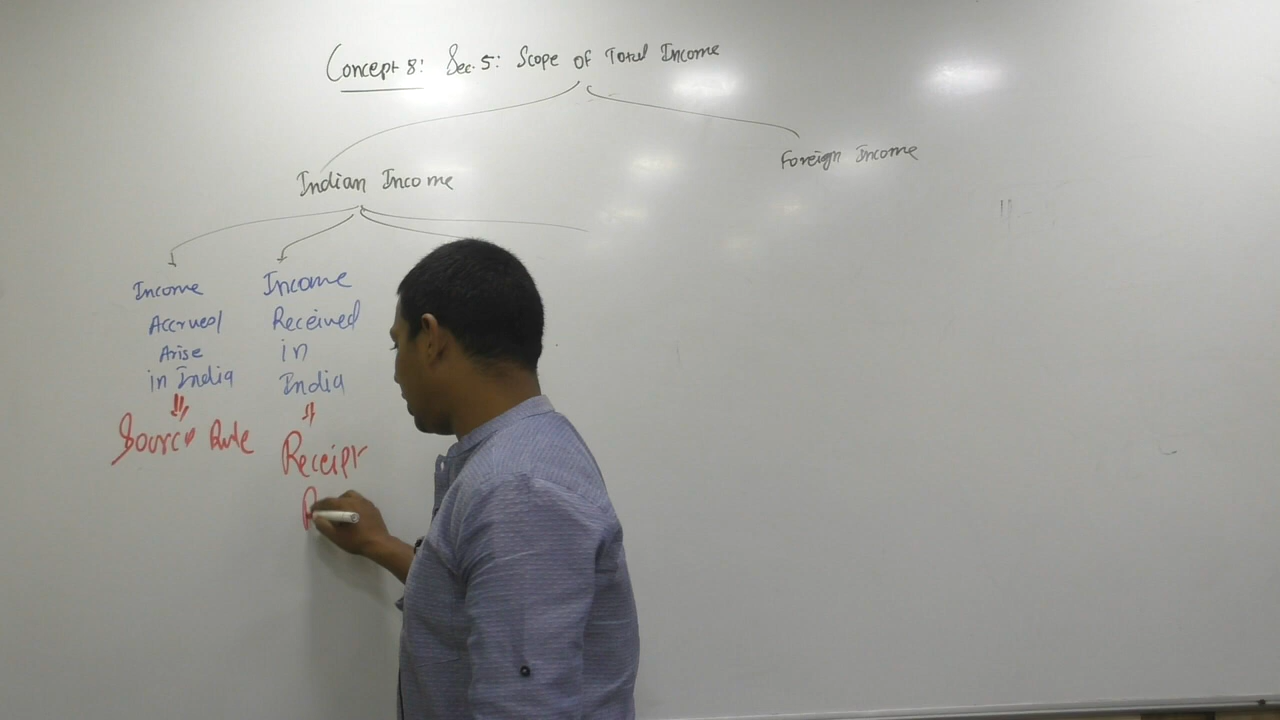 Concept 8: Sec. 5: Scope of Total Income
Foreign Income
Indian Income
Income
Accrued
Arise
in India
Source Rule
Income
Received
in
India
Receipt
R